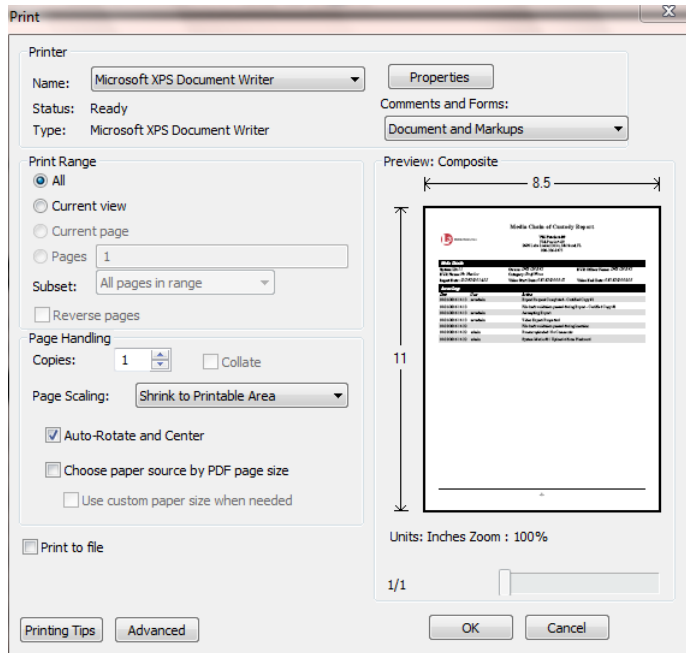 Print
Printer
Name: Microsoft XPS Document Writer Properties
Status: Ready Comments and Forms:
Type: Microsoft XPS Document Writer Document and Markups
Print Range
All
Current view
Current page
Pages 1
Subset: All pages in range
Reverse pages
Page Handling
Copies: 1 Collate
Page Scaling: Shrink to Printable Area
Auto-Rotate and Center
Choose paper source by PDF page size
Use custom paper size when needed
Print to file
Preview: Composite
8.5
11
Media Chain of Custody Report
Units: Inches Zoom : 100%
1/1
Printing Tips Advanced OK Cancel